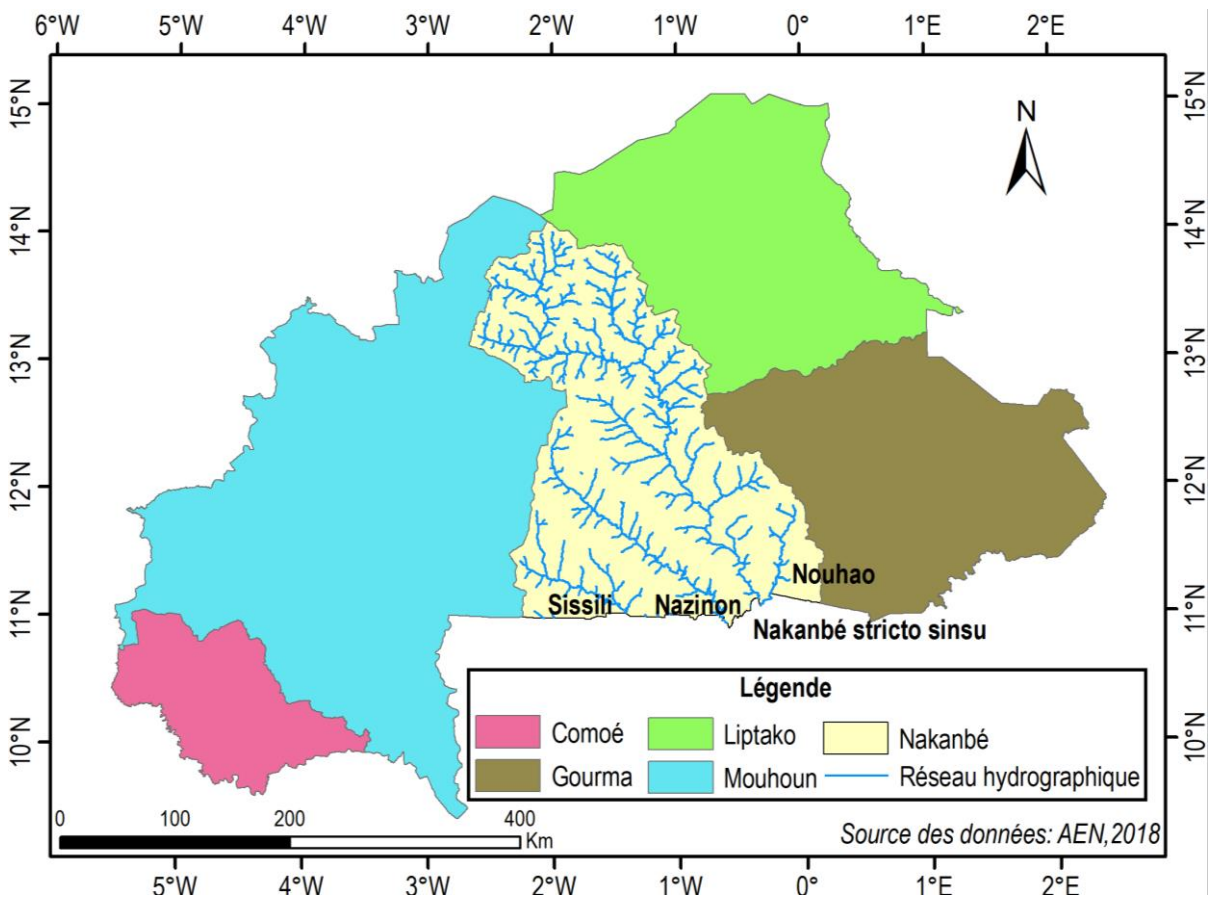 6°W 5°W 4°W 3°W 2°W 1°W 0° 1°E 2°E
15°N 15°N
N
14°N 14°N
13°N 13°N
12°N 12°N
11°N 11°N
10°N 10°N
Nouhao
Sissili Nazinon
Nakanbé stricto sinsu
Légende
Comoé Liptako Nakanbé
Gourma Mouhoun Réseau hydrographique
0 100 200 400
Km
Source des données: AEN,2018
5°W 4°W 3°W 2°W 1°W 0° 1°E 2°E